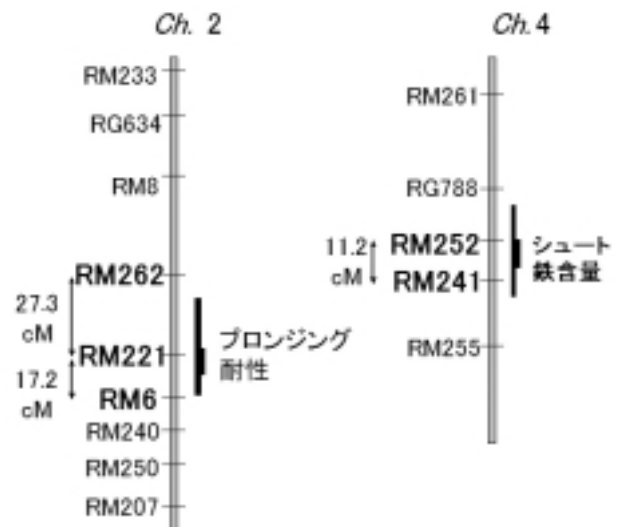 Ch. 2
RM233
RG634
RM8
RM262
27.3
cM
RM221
17.2
cM
RM6
RM240
RM250
RM207
ブロンジング
耐性
Ch. 4
RM261
RG788
11.2
cM
RM252
RM241
RM255
シュート
鉄含量